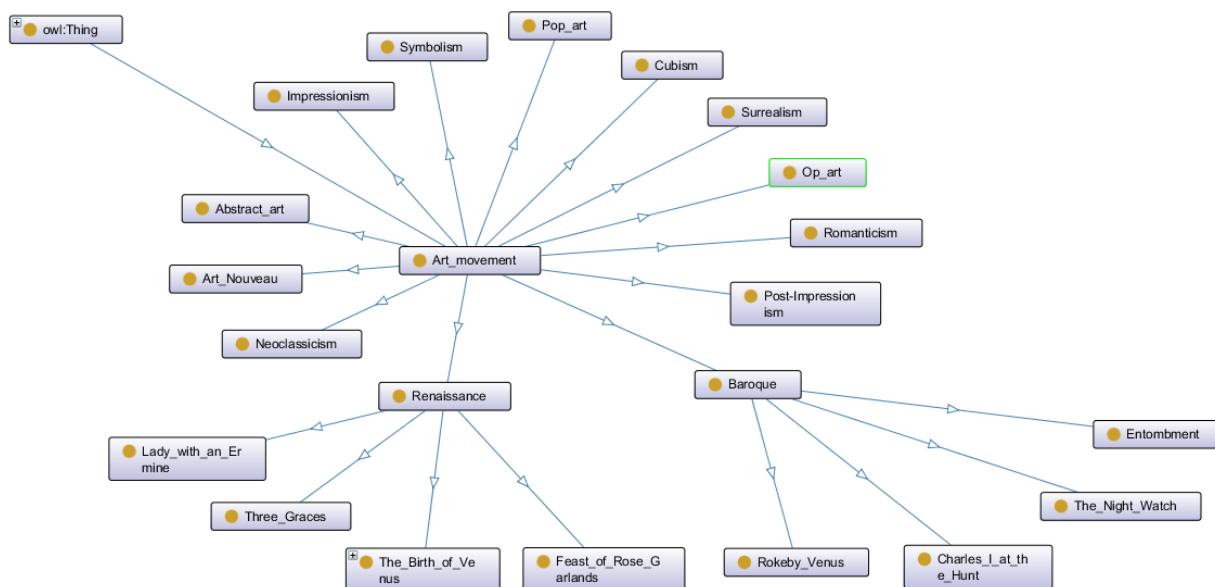 owl:Thing
Pop_art
Symbolism
Cubism
Impressionism
Surrealism
Op_art
Abstract_art
Romanticism
Art_movement
Art_Nouveau
Post-Impression
ism
Neoclassicism
Renaissance
Baroque
Lady_with_an_Er
mine
Entombment
Three_Graces
The_Night_Watch
The_Birth_of_Ve
nus
Feast_of_Rose_G
arlands
Rokeby_Venus
Charles_I_at_th
e_Hunt